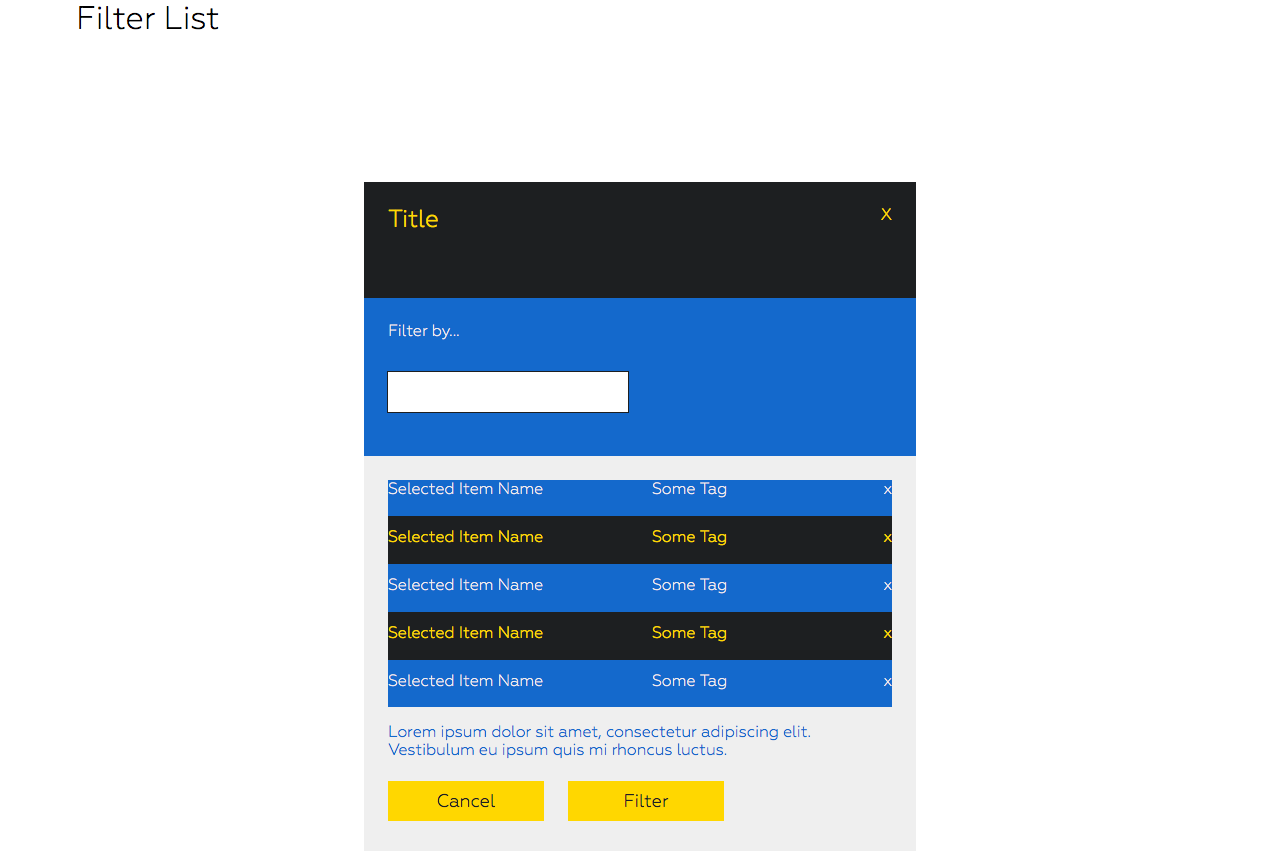 Filter List
Title
X
Filter by...
Selected Item Name Some Tag x
Selected Item Name Some Tag x
Selected Item Name Some Tag x
Selected Item Name Some Tag x
Selected Item Name Some Tag x
Lorem ipsum dolor sit amet, consectetur adipiscing elit.
Vestibulum eu ipsum quis mi rhoncus luctus.
Cancel Filter